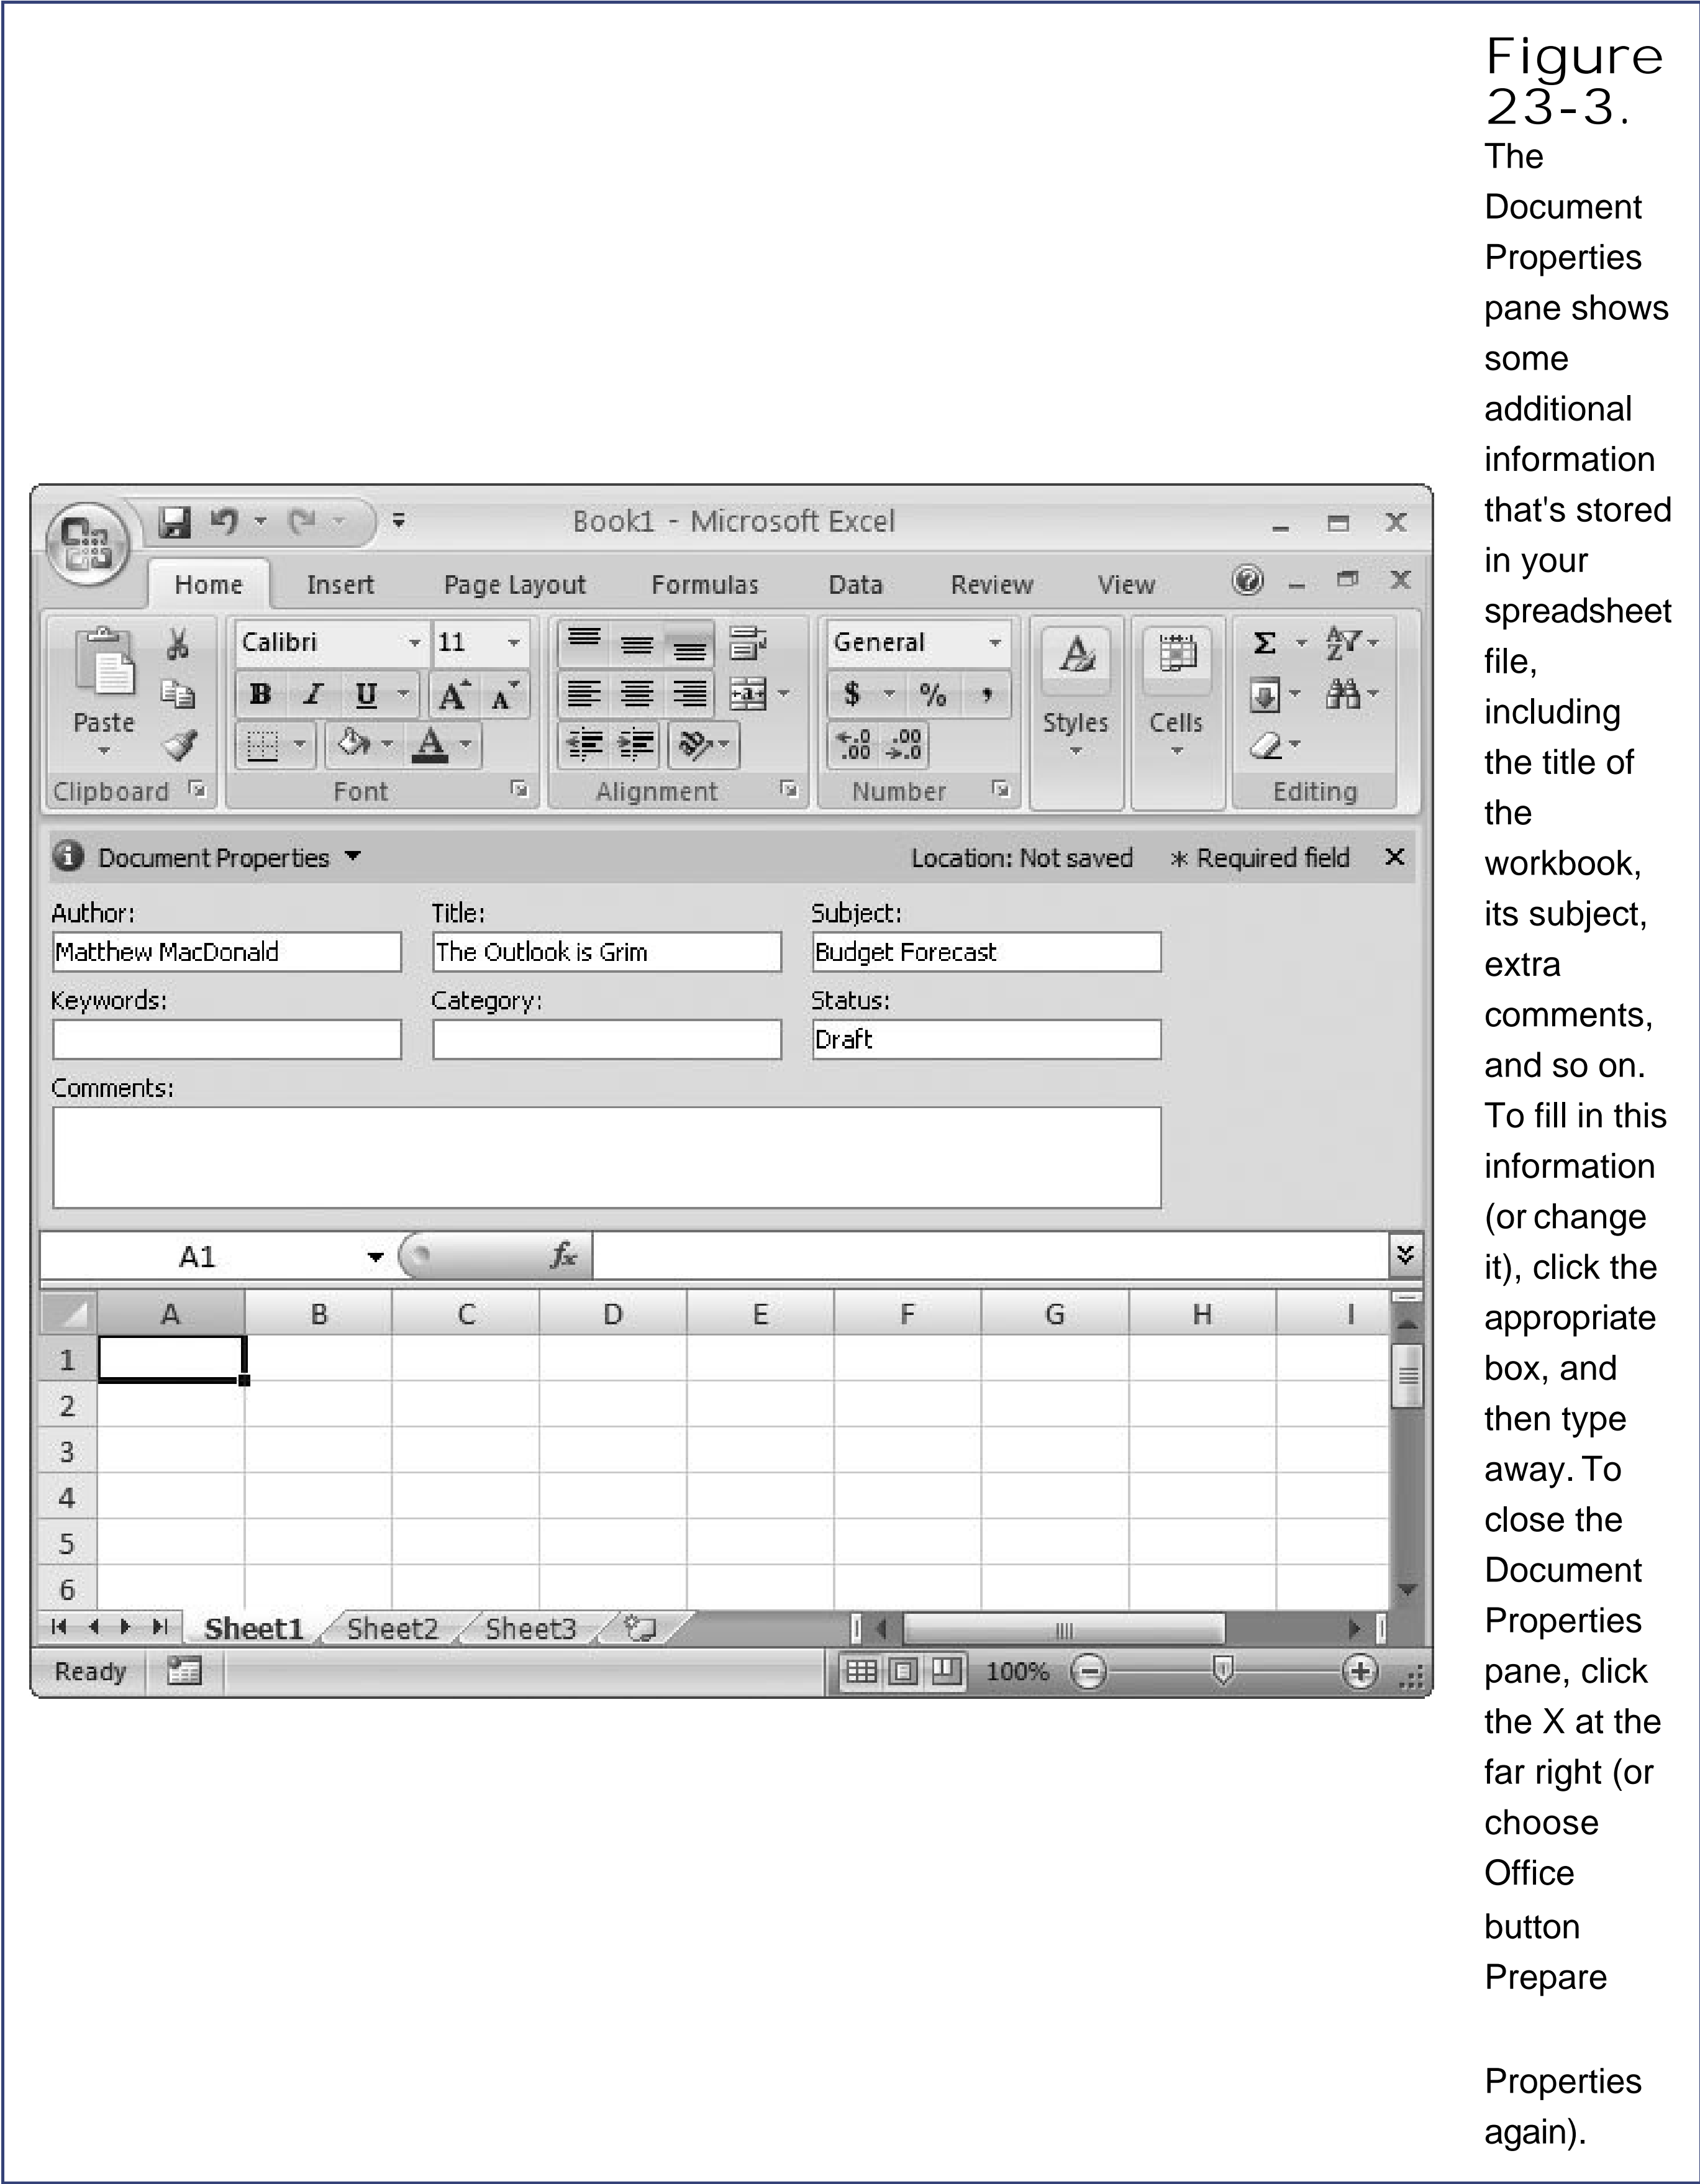 Figure
23-3.
The
Document
Properties
pane shows
some
additional
information
that's stored
in your
spreadsheet
file,
including
the title of
the
workbook,
its subject,
extra
comments,
and so on.
To fill in this
information
(or change
it), click the
appropriate
box, and
then type
away. To
close the
Document
Properties
pane, click
the X at the
far right (or
choose
Office
button
Prepare
Properties
again).
Book1 - Microsoft Excel
Home Insert Page Layout Formulas Data Review View
Calibri 11 General
B I U A A $ % ,
Paste Styles Cells
A .0 .00 .00 .0
Clipboard Font Alignment Number Editing
Document Properties Location: Not saved * Required field X
Author: Title: Subject:
Matthew MacDonald The Outlook is Grim Budget Forecast
Keywords: Category: Status:
Draft
Comments:
A1 fx
A B C D E F G H I
1
2
3
4
5
6
Sheet1 Sheet2 Sheet3
Ready 100%